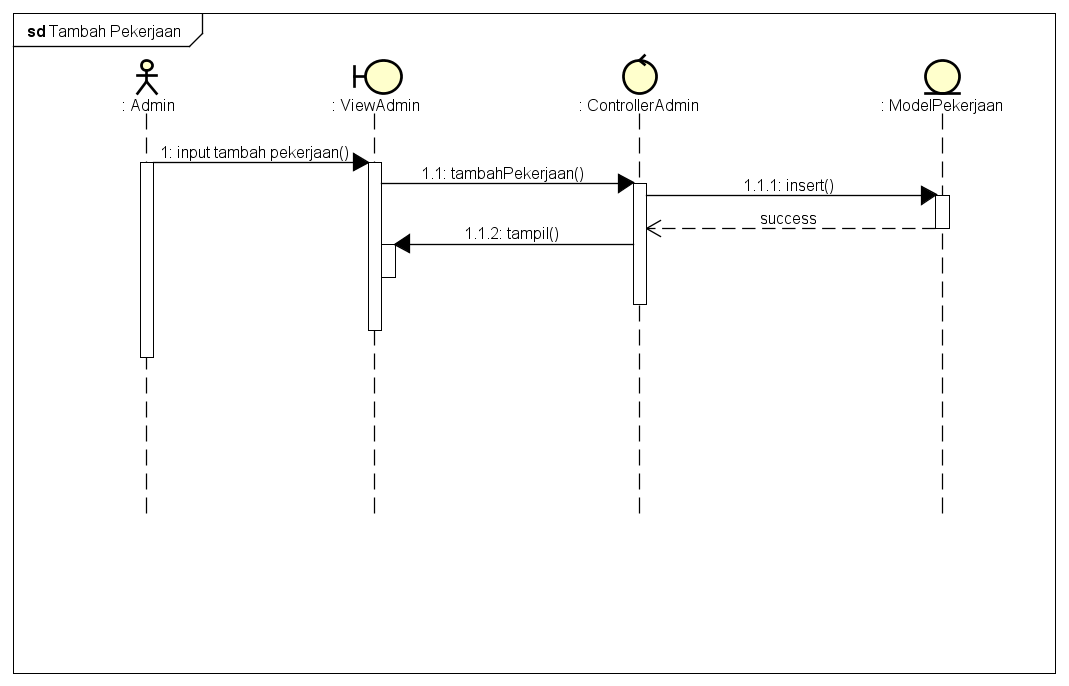 sd Tambah Pekerjaan
: Admin
: ViewAdmin
: ControllerAdmin
: ModelPekerjaan
1: input tambah pekerjaan()
1.1: tambahPekerjaan()
1.1.1: insert()
success
1.1.2: tampil()